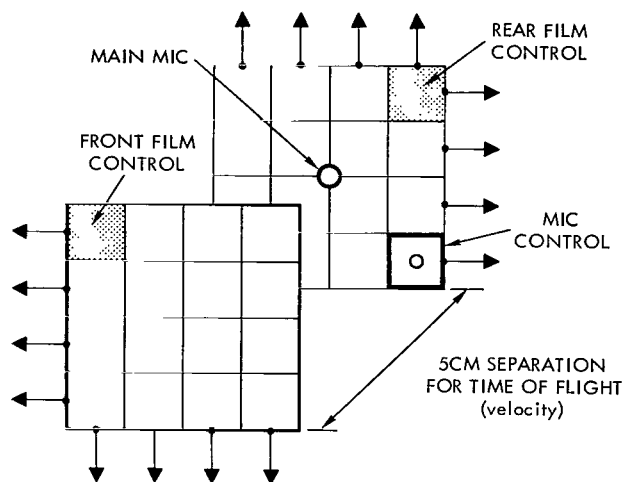 REAR FILM
CONTROL
MAIN MIC
FRONT FILM
CONTROL
MIC
CONTROL
5CM SEPARATION
FOR TIME OF FLIGHT
(velocity)